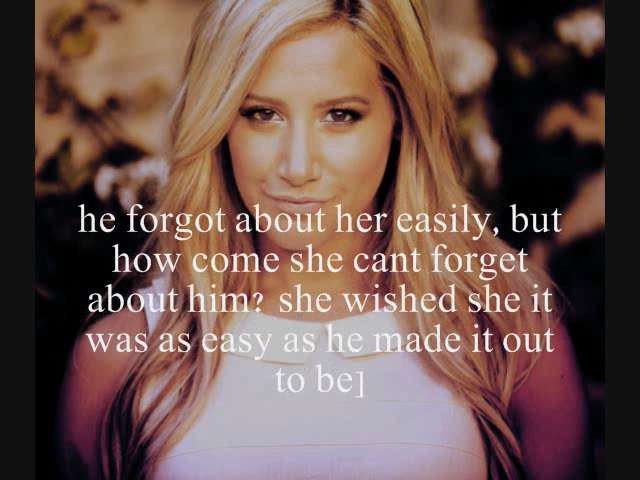 he forgot about her easily, but
how come she cant forget
about him? she wished she it
was as easy as he made it out
to be]